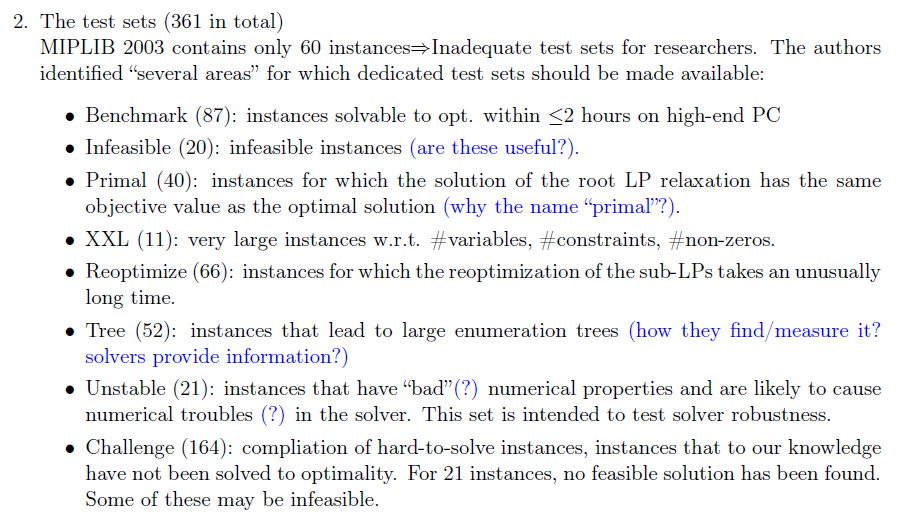 2. The test sets (361 in total)
MIPLIB 2003 contains only 60 instances⇒Inadequate test sets for researchers. The authors
identified “several areas” for which dedicated test sets should be made available:
• Benchmark (87): instances solvable to opt. within ≤2 hours on high-end PC
• Infeasible (20): infeasible instances (are these useful?).
• Primal (40): instances for which the solution of the root LP relaxation has the same
objective value as the optimal solution (why the name “primal”?).
• XXL (11): very large instances w.r.t. #variables, #constraints, #non-zeros.
• Reoptimize (66): instances for which the reoptimization of the sub-LPs takes an unusually
long time.
• Tree (52): instances that lead to large enumeration trees (how they find/measure it?
solvers provide information?)
• Unstable (21): instances that have “bad”(?) numerical properties and are likely to cause
numerical troubles (?) in the solver. This set is intended to test solver robustness.
• Challenge (164): compliation of hard-to-solve instances, instances that to our knowledge
have not been solved to optimality. For 21 instances, no feasible solution has been found.
Some of these may be infeasible.